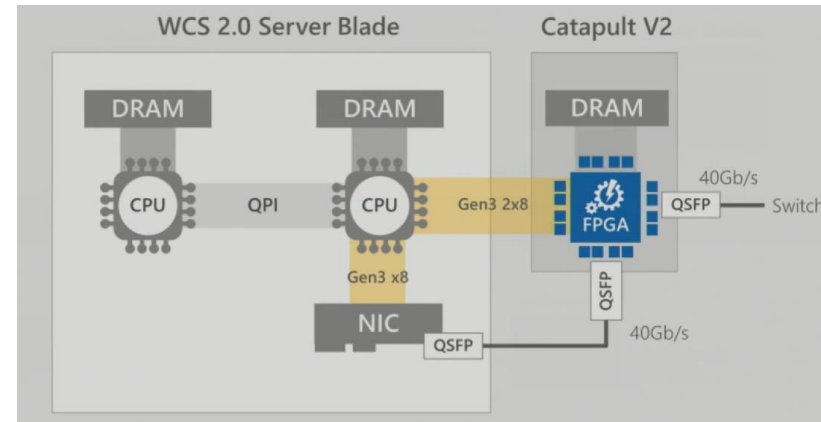 WCS 2.0 Server Blade
Catapult V2
DRAM
DRAM
DRAM
CPU
QPI
CPU
Gen3 2x8
FPGA
40Gb/s
QSFP
Switch
Gen3 x8
QSFP
NIC
QSFP
40Gb/s